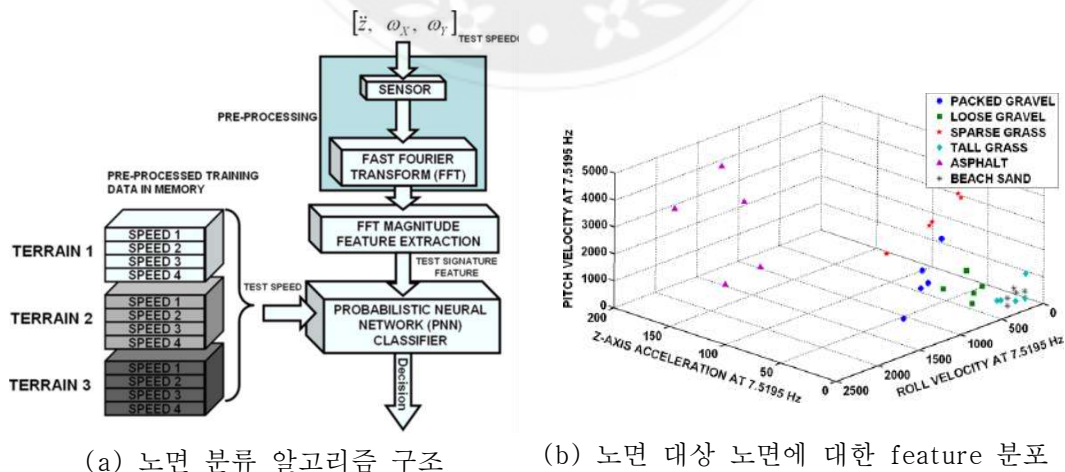 [z̈, ω_X, ω_Y] TEST SPEED
SENSOR
PRE-PROCESSING
FAST FOURIER
TRANSFORM (FFT)
PRE-PROCESSED TRAINING
DATA IN MEMORY
FFT MAGNITUDE
FEATURE EXTRACTION
TERRAIN 1
SPEED 1
SPEED 2
SPEED 3
SPEED 4
TEST SIGNATURE
FEATURE
TEST SPEED
TERRAIN 2
SPEED 1
SPEED 2
SPEED 3
SPEED 4
PROBABILISTIC NEURAL
NETWORK (PNN)
CLASSIFIER
TERRAIN 3
SPEED 1
SPEED 2
SPEED 3
SPEED 4
Decision
(a) 노면 분류 알고리즘 구조
PACKED GRAVEL
LOOSE GRAVEL
SPARSE GRASS
TALL GRASS
ASPHALT
BEACH SAND
PITCH VELOCITY AT 7.5195 Hz
5000
4000
3000
2000
1000
0
200
150
100
50
0
Z-AXIS ACCELERATION AT 7.5195 Hz
2500
2000
1500
1000
500
0
ROLL VELOCITY AT 7.5195 Hz
(b) 노면 대상 노면에 대한 feature 분포